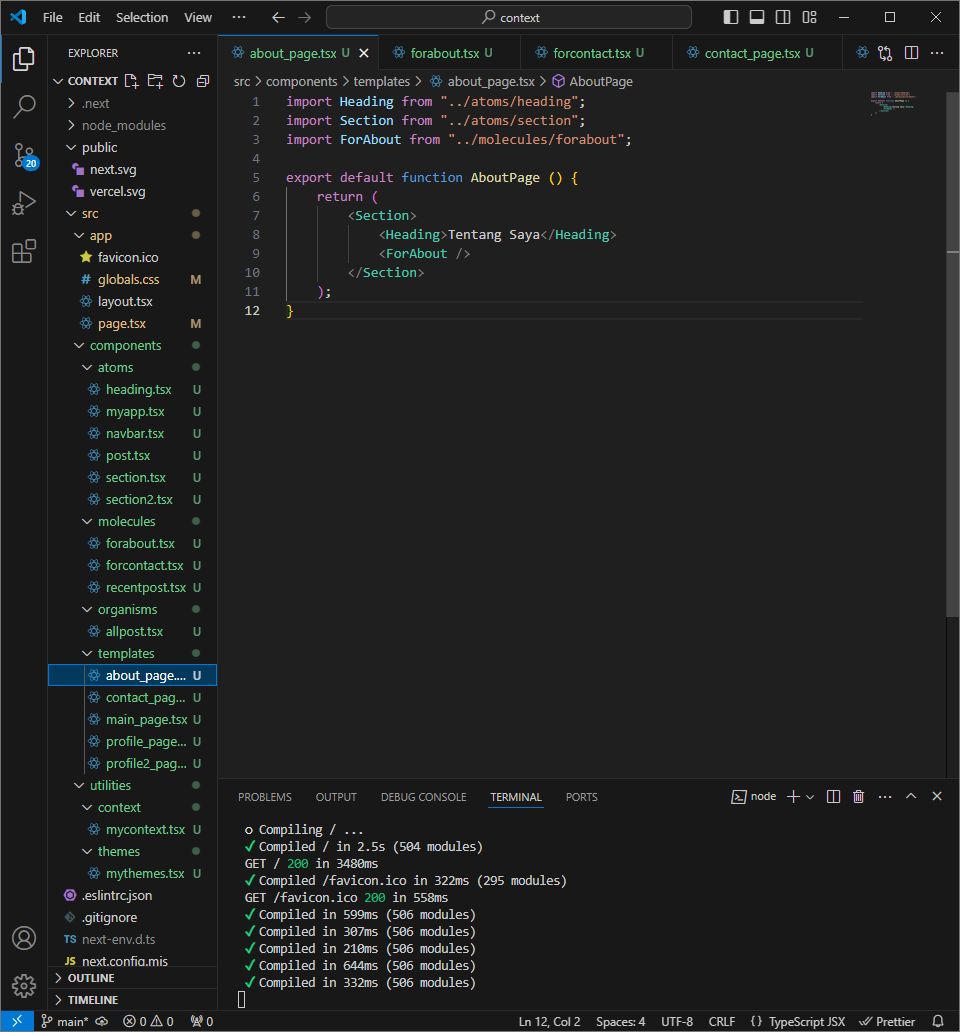 File Edit Selection View ··· context
EXPLORER ···
CONTEXT
.next
node_modules
public
next.svg
vercel.svg
src
app
favicon.ico
# globals.css M
layout.tsx
page.tsx M
components
atoms
heading.tsx U
myapp.tsx U
navbar.tsx U
post.tsx U
section.tsx U
section2.tsx U
molecules
forabout.tsx U
forcontact.tsx U
recentpost.tsx U
organisms
allpost.tsx U
templates
about_page.... U
contact_pag... U
main_page.tsx U
profile_page... U
profile2_pag... U
utilities
context
mycontext.tsx U
themes
mythemes.tsx U
.eslintrc.json
.gitignore
TS next-env.d.ts
JS next.config.mjs
OUTLINE
TIMELINE
20
about_page.tsx U forabout.tsx U forcontact.tsx U contact_page.tsx U ···
src > components > templates > about_page.tsx > AboutPage
1 import Heading from "../atoms/heading";
2 import Section from "../atoms/section";
3 import ForAbout from "../molecules/forabout";
4
5 export default function AboutPage () {
6 return (
7 <Section>
8 <Heading>Tentang Saya</Heading>
9 <ForAbout />
10 </Section>
11 );
12 }
PROBLEMS OUTPUT DEBUG CONSOLE TERMINAL PORTS node ···
○ Compiling / ...
✓ Compiled / in 2.5s (504 modules)
GET / 200 in 3480ms
✓ Compiled /favicon.ico in 322ms (295 modules)
GET /favicon.ico 200 in 558ms
✓ Compiled in 599ms (506 modules)
✓ Compiled in 307ms (506 modules)
✓ Compiled in 210ms (506 modules)
✓ Compiled in 644ms (506 modules)
✓ Compiled in 332ms (506 modules)
main* 0 0 0 Ln 12, Col 2 Spaces: 4 UTF-8 CRLF { } TypeScript JSX Prettier